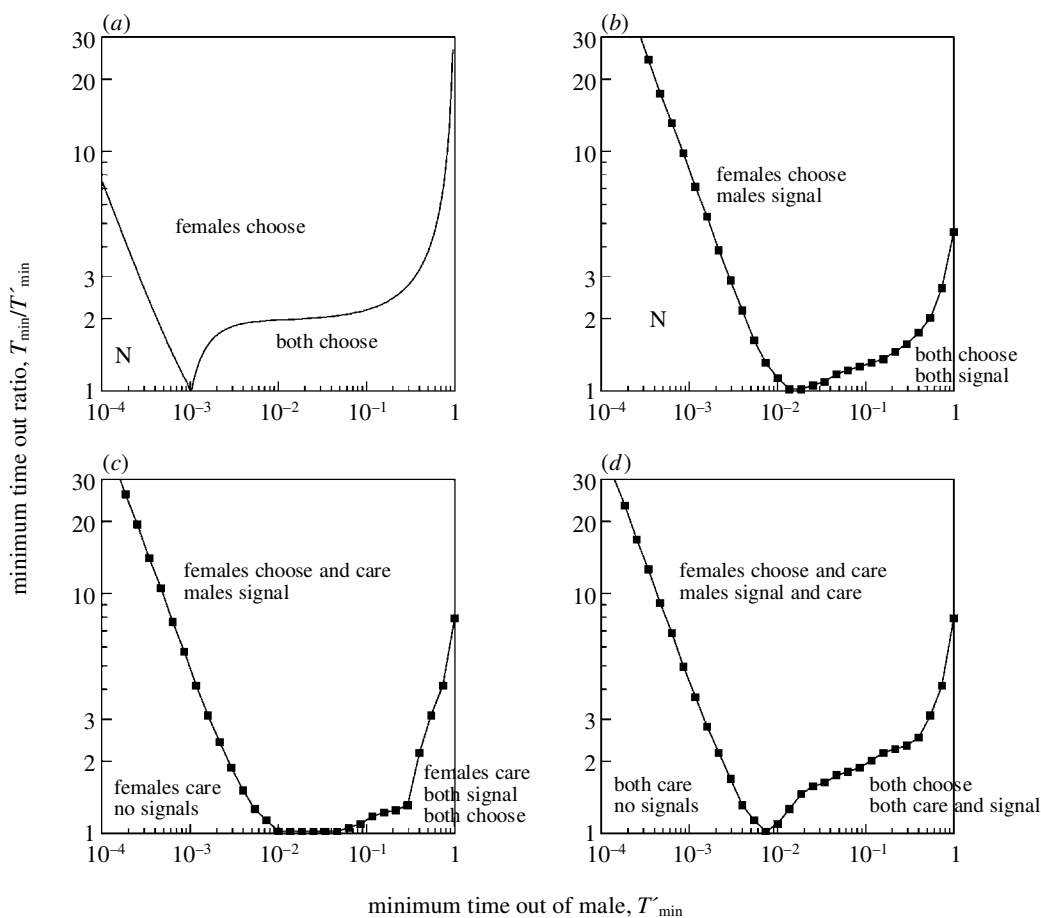 (a)
30
20
10
3
2
1
females choose
both choose
N
10⁻⁴
10⁻³
10⁻²
10⁻¹
1
(b)
30
20
10
3
2
1
females choose
males signal
N
both choose
both signal
10⁻⁴
10⁻³
10⁻²
10⁻¹
1
(c)
30
20
10
3
2
1
females choose and care
males signal
females care
no signals
females care
both signal
both choose
10⁻⁴
10⁻³
10⁻²
10⁻¹
1
(d)
30
20
10
3
2
1
females choose and care
males signal and care
both care
no signals
both choose
both care and signal
10⁻⁴
10⁻³
10⁻²
10⁻¹
1
minimum time out ratio, Tmin/T′min
minimum time out of male, T′min